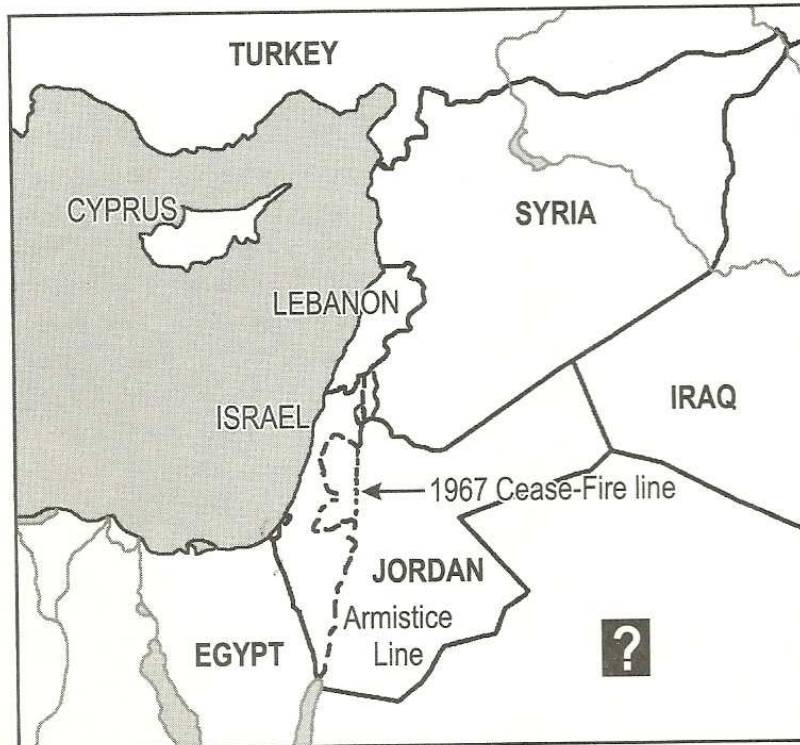 TURKEY
CYPRUS
SYRIA
LEBANON
ISRAEL
IRAQ
1967 Cease-Fire line
JORDAN
Armistice
Line
EGYPT
?